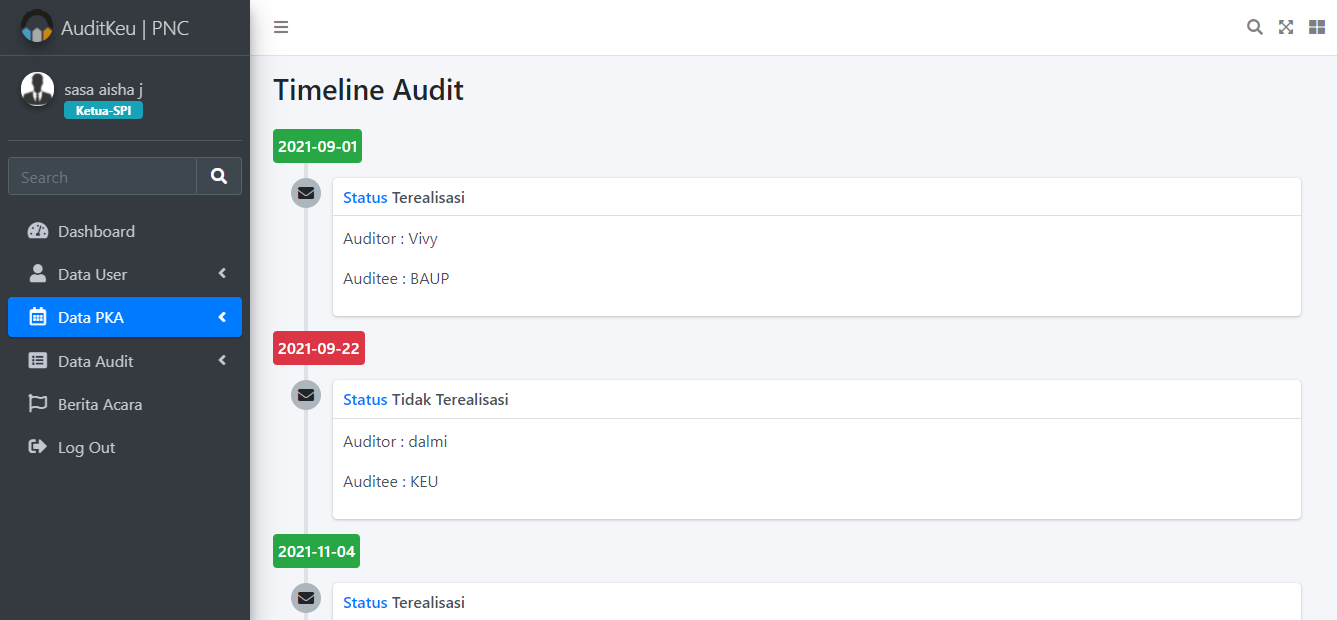 AuditKeu | PNC
sasa aisha j
Ketua-SPI
Search
Dashboard
Data User
Data PKA
Data Audit
Berita Acara
Log Out
Timeline Audit
2021-09-01
Status Terealisasi
Auditor : Vivy
Auditee : BAUP
2021-09-22
Status Tidak Terealisasi
Auditor : dalmi
Auditee : KEU
2021-11-04
Status Terealisasi